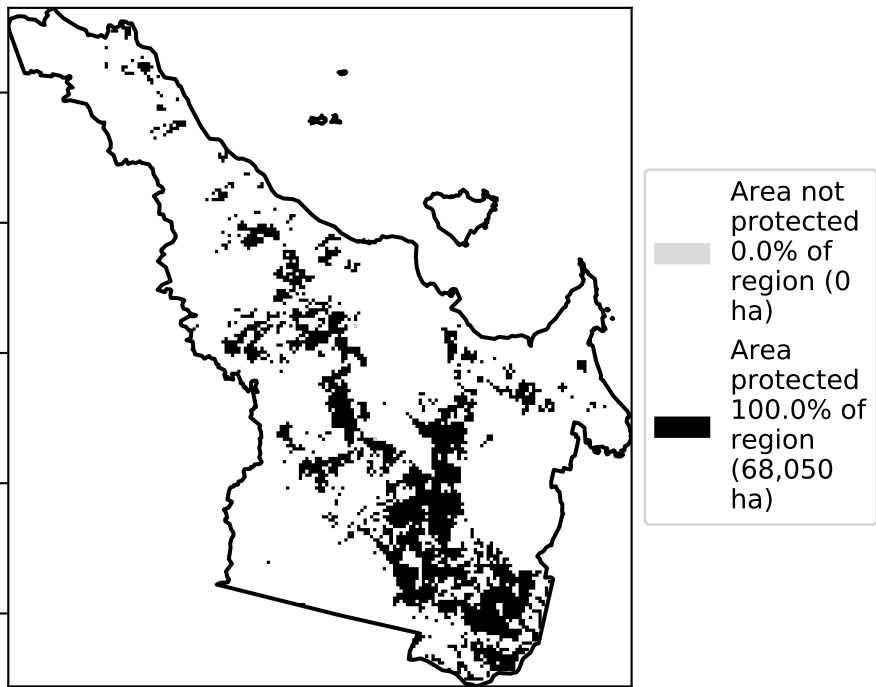 Area not
protected
0.0% of
region (0
ha)
Area
protected
100.0% of
region
(68,050
ha)